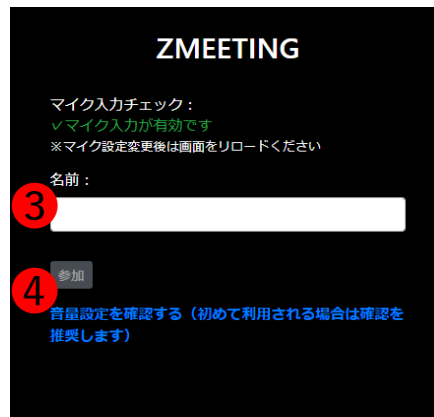 ZMEETING
マイク入力チェック：
✓マイク入力が有効です
※マイク設定変更後は画面をリロードください
名前：
3
参加
4
音量設定を確認する（初めて利用される場合は確認を
推奨します）